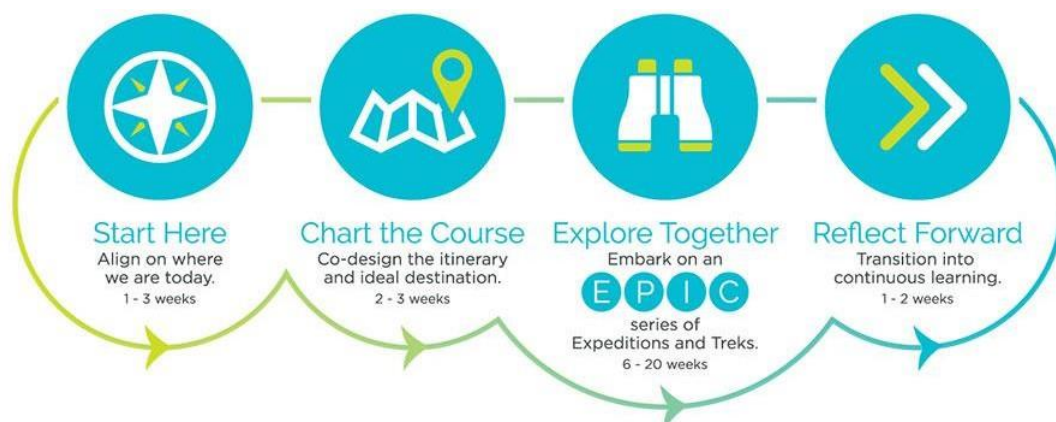 Start Here
Align on where
we are today.
1 - 3 weeks
Chart the Course
Co-design the itinerary
and ideal destination.
2 - 3 weeks
Explore Together
Embark on an
E P I C
series of
Expeditions and Treks.
6 - 20 weeks
Reflect Forward
Transition into
continuous learning.
1 - 2 weeks